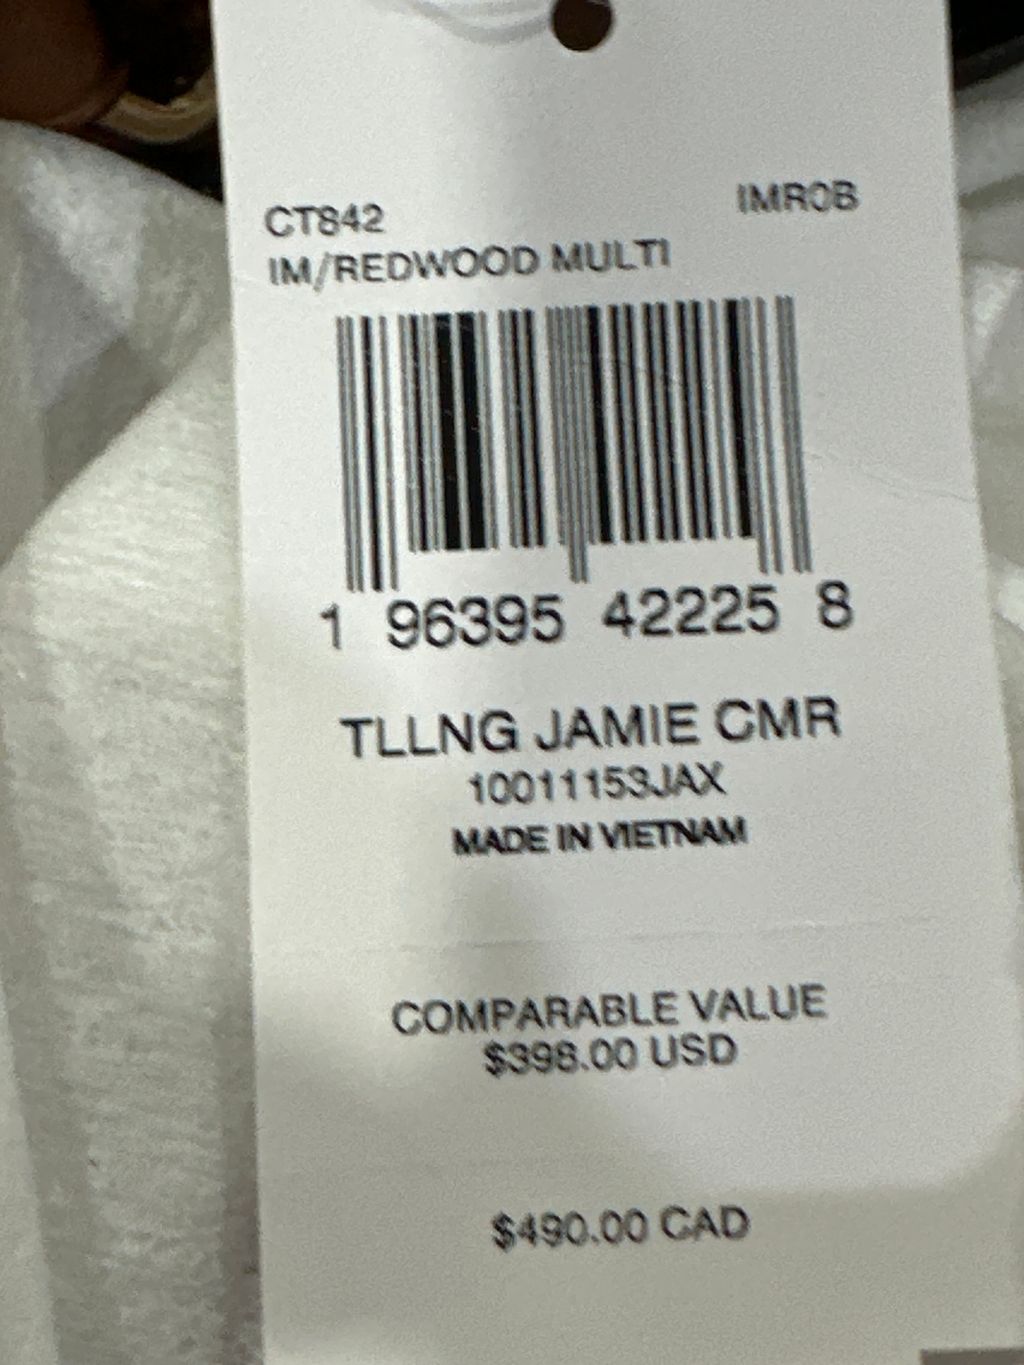 CT842 IMR0B
IM/REDWOOD MULTI
1 96395 42225 8
TLLNG JAMIE CMR
10011153JAX
MADE IN VIETNAM
COMPARABLE VALUE
$398.00 USD
$490.00 CAD